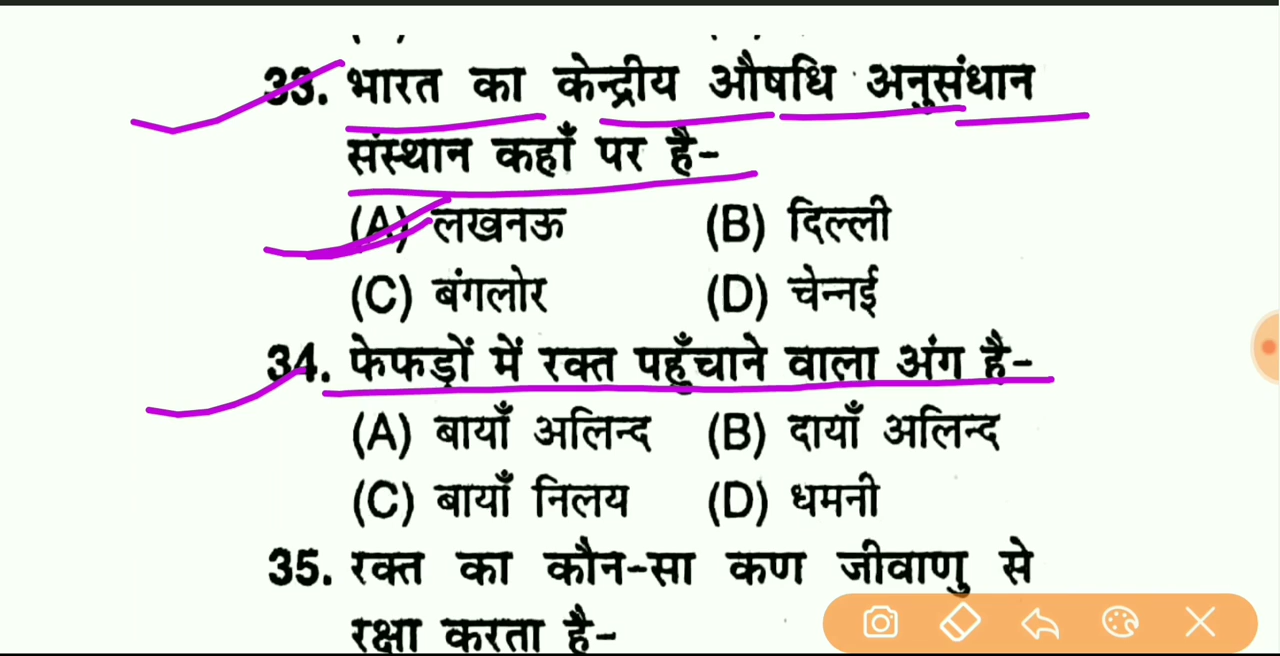 33. भारत का केन्द्रीय औषधि अनुसंधान
संस्थान कहाँ पर है-
(A) लखनऊ (B) दिल्ली
(C) बंगलोर (D) चेन्नई
34. फेफड़ों में रक्त पहुँचाने वाला अंग है-
(A) बायाँ अलिन्द (B) दायाँ अलिन्द
(C) बायाँ निलय (D) धमनी
35. रक्त का कौन-सा कण जीवाणु से
रक्षा करता है-